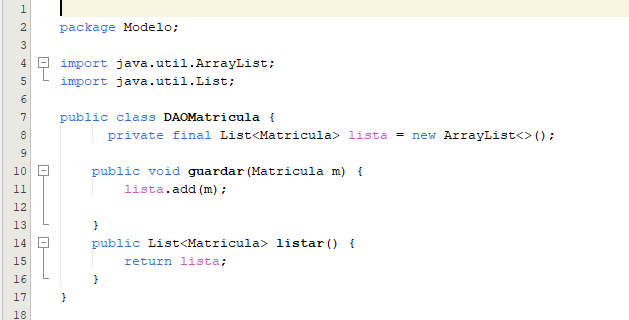 1
2 package Modelo;
3
4 import java.util.ArrayList;
5 import java.util.List;
6
7 public class DAOMatricula {
8 private final List<Matricula> lista = new ArrayList<>();
9
10 public void guardar(Matricula m) {
11 lista.add(m);
12
13 }
14 public List<Matricula> listar() {
15 return lista;
16 }
17 }
18